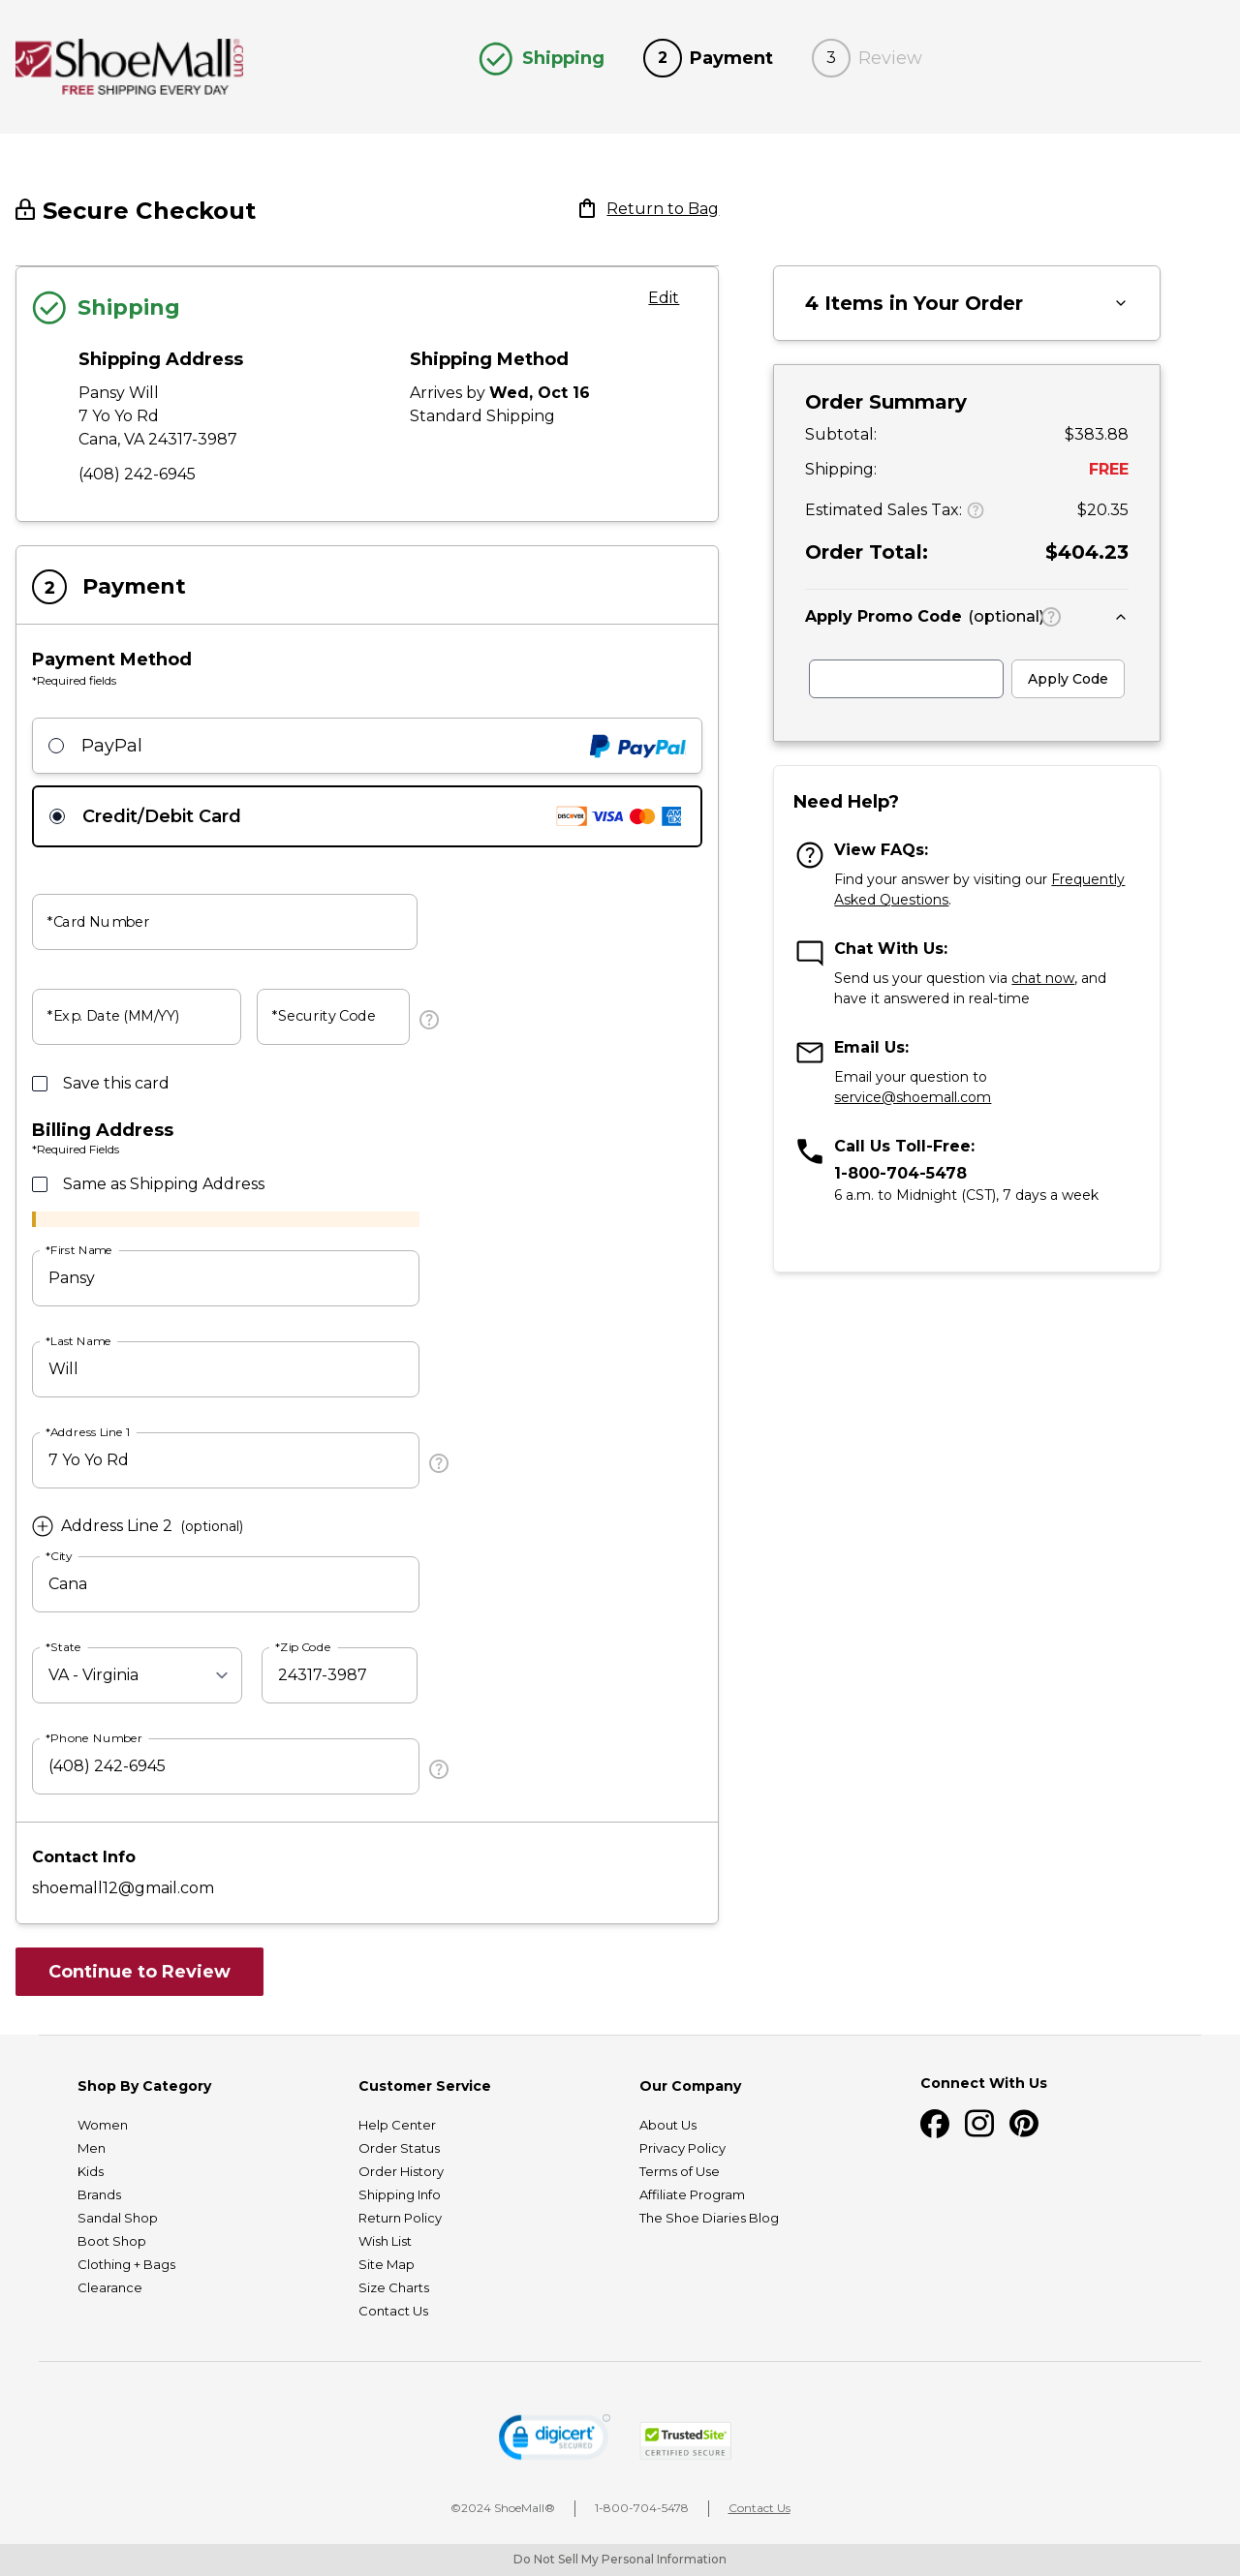 ShoeMall.com
FREE SHIPPING EVERY DAY
Shipping
2 Payment
3 Review
Secure Checkout
Return to Bag
Shipping
Edit
Shipping Address
Pansy Will
7 Yo Yo Rd
Cana, VA 24317-3987
(408) 242-6945
Shipping Method
Arrives by Wed, Oct 16
Standard Shipping
2 Payment
Payment Method
*Required fields
PayPal
PayPal
Credit/Debit Card
DISCOVER VISA AMEX
*Card Number
*Exp. Date (MM/YY)
*Security Code
Save this card
Billing Address
*Required Fields
Same as Shipping Address
*First Name
Pansy
*Last Name
Will
*Address Line 1
7 Yo Yo Rd
Address Line 2 (optional)
*City
Cana
*State
VA - Virginia
*Zip Code
24317-3987
*Phone Number
(408) 242-6945
Contact Info
shoemall12@gmail.com
Continue to Review
4 Items in Your Order
Order Summary
Subtotal: $383.88
Shipping: FREE
Estimated Sales Tax: $20.35
Order Total: $404.23
Apply Promo Code (optional)
Apply Code
Need Help?
View FAQs:
Find your answer by visiting our Frequently
Asked Questions.
Chat With Us:
Send us your question via chat now, and
have it answered in real-time
Email Us:
Email your question to
service@shoemall.com
Call Us Toll-Free:
1-800-704-5478
6 a.m. to Midnight (CST), 7 days a week
Shop By Category
Women
Men
Kids
Brands
Sandal Shop
Boot Shop
Clothing + Bags
Clearance
Customer Service
Help Center
Order Status
Order History
Shipping Info
Return Policy
Wish List
Site Map
Size Charts
Contact Us
Our Company
About Us
Privacy Policy
Terms of Use
Affiliate Program
The Shoe Diaries Blog
Connect With Us
digicert
SECURED
TrustedSite
CERTIFIED SECURE
©2024 ShoeMall®
1-800-704-5478
Contact Us
Do Not Sell My Personal Information